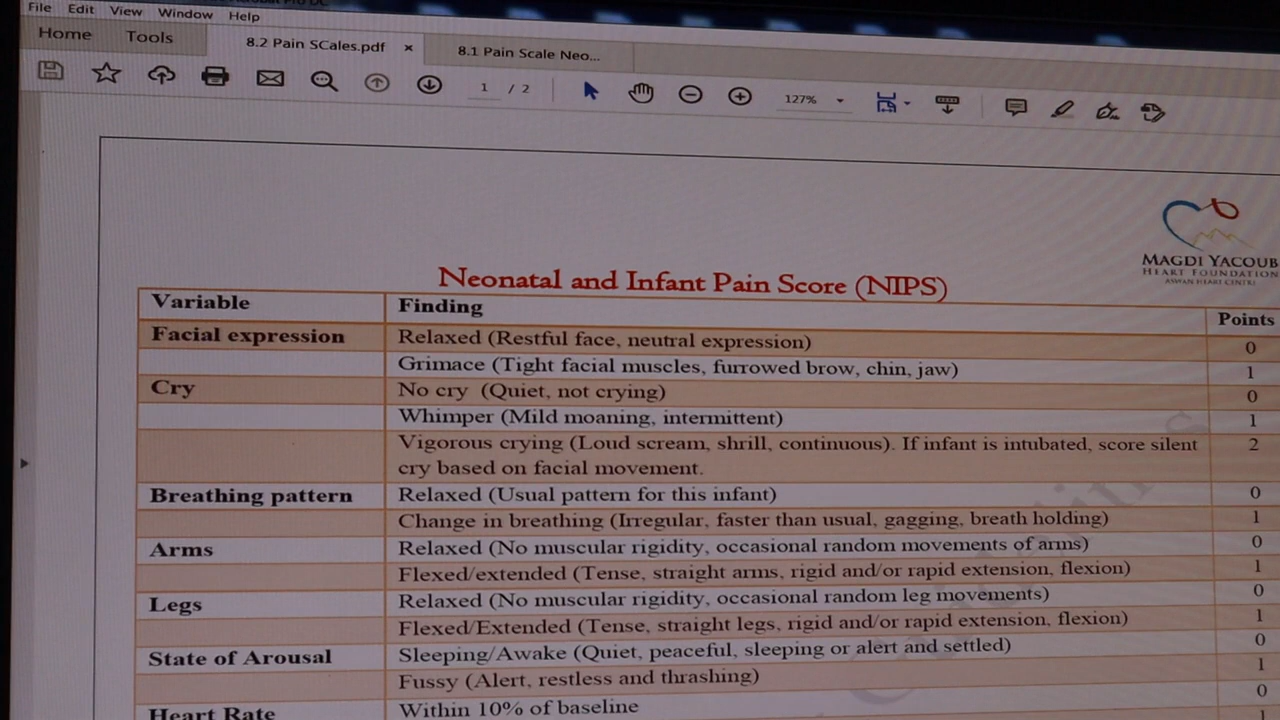 File Edit View Window Help
Home Tools 8.2 Pain SCales.pdf × 8.1 Pain Scale Neo...
1 / 2 127%
MAGDI YACOUB
HEART FOUNDATION
ASWAN HEART CENTRE
Neonatal and Infant Pain Score (NIPS)
Variable Finding Points
Facial expression Relaxed (Restful face, neutral expression) 0
Grimace (Tight facial muscles, furrowed brow, chin, jaw) 1
Cry No cry (Quiet, not crying) 0
Whimper (Mild moaning, intermittent) 1
Vigorous crying (Loud scream, shrill, continuous). If infant is intubated, score silent 2
cry based on facial movement.
Breathing pattern Relaxed (Usual pattern for this infant) 0
Change in breathing (Irregular, faster than usual, gagging, breath holding) 1
Arms Relaxed (No muscular rigidity, occasional random movements of arms) 0
Flexed/extended (Tense, straight arms, rigid and/or rapid extension, flexion) 1
Legs Relaxed (No muscular rigidity, occasional random leg movements) 0
Flexed/Extended (Tense, straight legs, rigid and/or rapid extension, flexion) 1
State of Arousal Sleeping/Awake (Quiet, peaceful, sleeping or alert and settled) 0
Fussy (Alert, restless and thrashing) 1
Heart Rate Within 10% of baseline 0
1